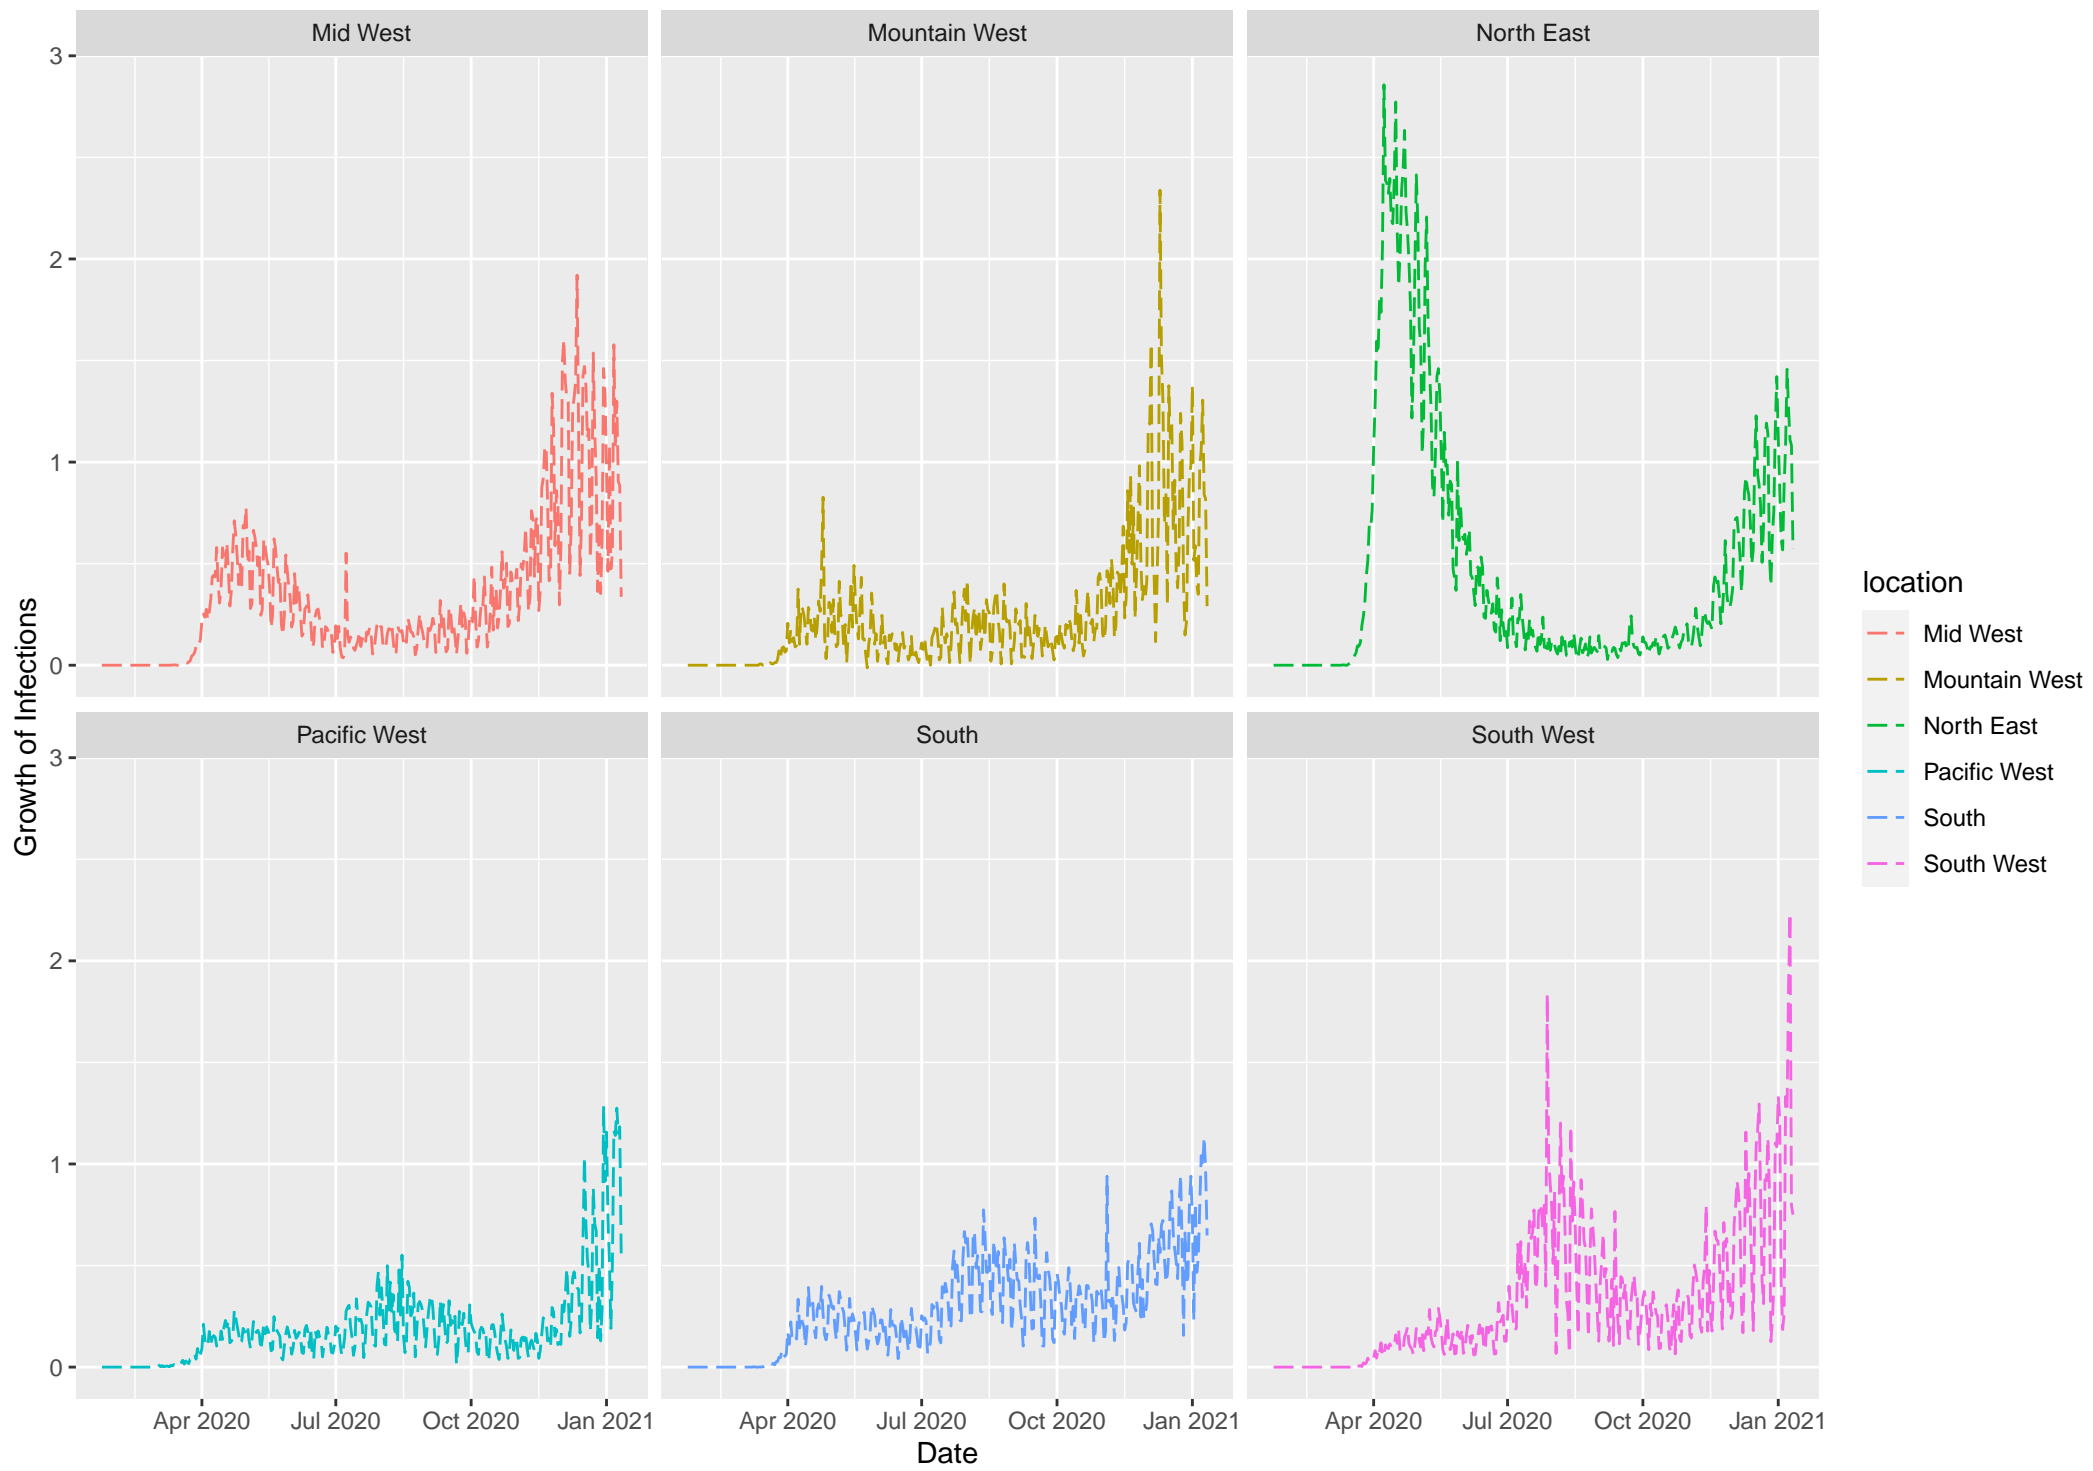 Mid West
Mountain West
North East
3
2
1
0
Pacific West
South
South West
3
2
1
0
Apr 2020
Jul 2020
Oct 2020
Jan 2021
Apr 2020
Jul 2020
Oct 2020
Jan 2021
Apr 2020
Jul 2020
Oct 2020
Jan 2021
Date
Growth of Infections
location
Mid West
Mountain West
North East
Pacific West
South
South West